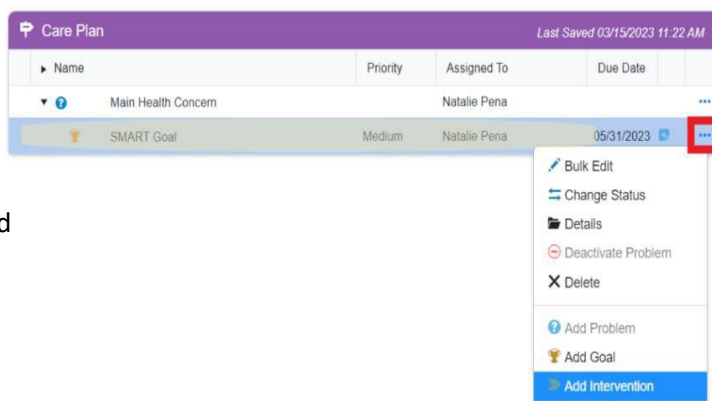 Care Plan Last Saved 03/15/2023 11:22 AM
Name Priority Assigned To Due Date
Main Health Concern Natalie Pena
SMART Goal Medium Natalie Pena 05/31/2023
Bulk Edit
Change Status
d
Details
Deactivate Problem
Delete
Add Problem
Add Goal
Add Intervention